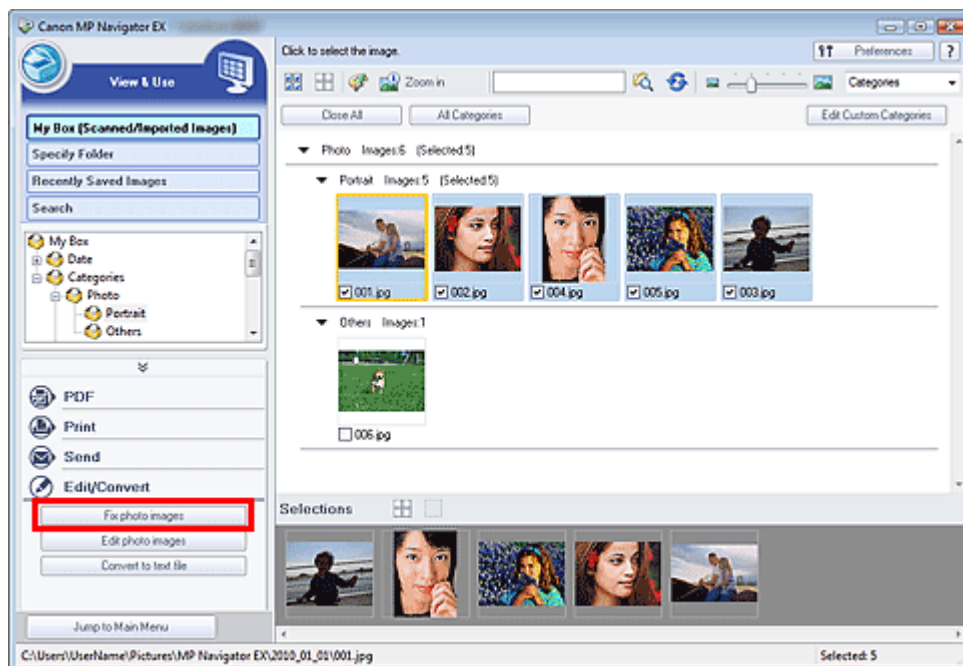 Canon MP Navigator EX
View & Use
My Box (Scanned/Imported Images)
Specify Folder
Recently Saved Images
Search
My Box
Date
Categories
Photo
Portrait
Others
PDF
Print
Send
Edit/Convert
Fix photo images
Edit photo images
Convert to text file
Jump to Main Menu
Click to select the image.
Preferences ?
Zoom in
Categories
Close All
All Categories
Edit Custom Categories
Photo Images:6 (Selected:5)
Portrait Images:5 (Selected:5)
001.jpg 002.jpg 004.jpg 005.jpg 003.jpg
Others Images:1
006.jpg
Selections
C:\Users\UserName\Pictures\MP Navigator EX\2010_01_01\001.jpg
Selected: 5